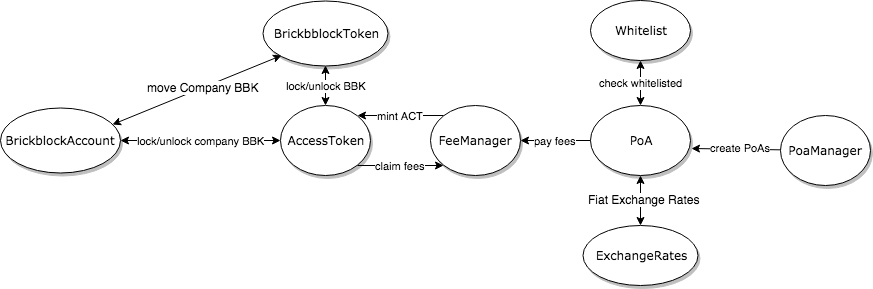 BrickbblockToken
Whitelist
move Company BBK
lock/unlock BBK
check whitelisted
mint ACT
BrickblockAccount
lock/unlock company BBK
AccessToken
FeeManager
pay fees
PoA
create PoAs
PoaManager
claim fees
Fiat Exchange Rates
ExchangeRates